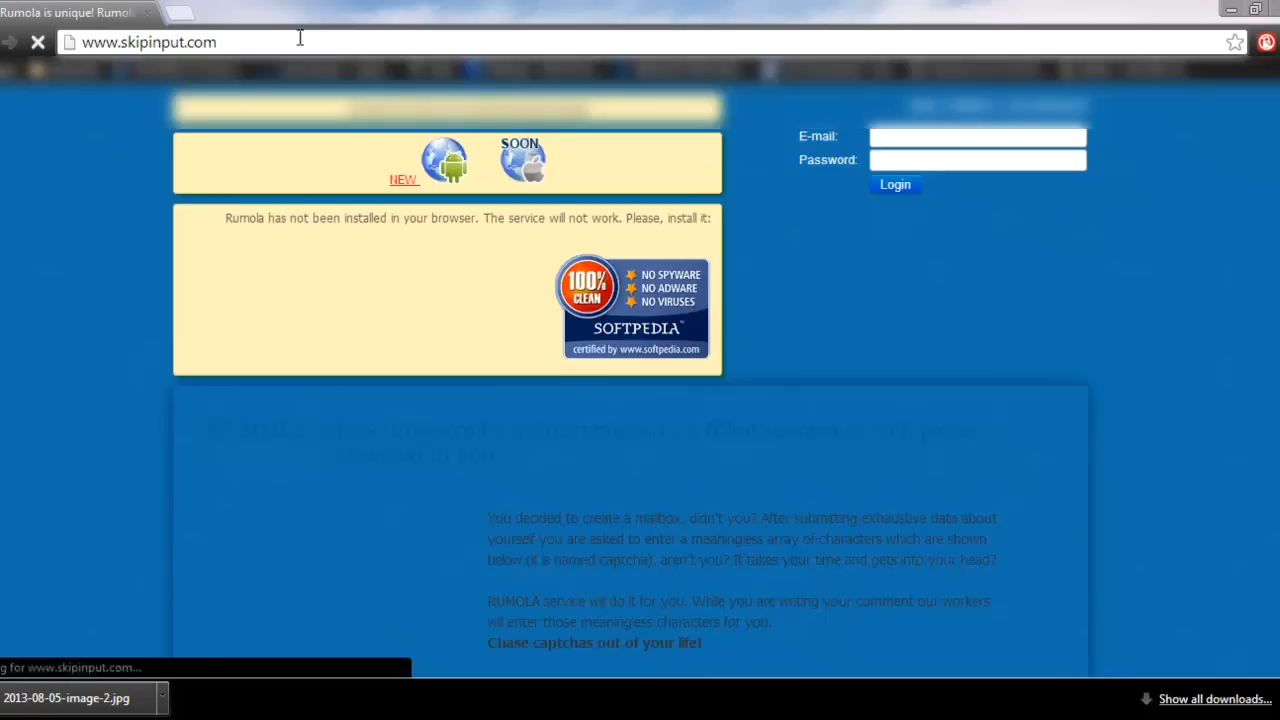 Rumola is unique! Rumol
www.skipinput.com
E-mail:
Password:
Login
NEW
SOON
Rumola has not been installed in your browser. The service will not work. Please, install it:
100%
CLEAN
NO SPYWARE
NO ADWARE
NO VIRUSES
SOFTPEDIA™
certified by www.softpedia.com
You decided to create a mailbox, didn't you? After submitting exhaustive data about
yourself you are asked to enter a meaningless array of characters which are shown
below (it is named captcha), aren't you? It takes your time and gets into your head?
RUMOLA service will do it for you. While you are writing your comment our workers
will enter those meaningless characters for you.
Chase captchas out of your life!
g for www.skipinput.com...
2013-08-05-image-2.jpg
Show all downloads...